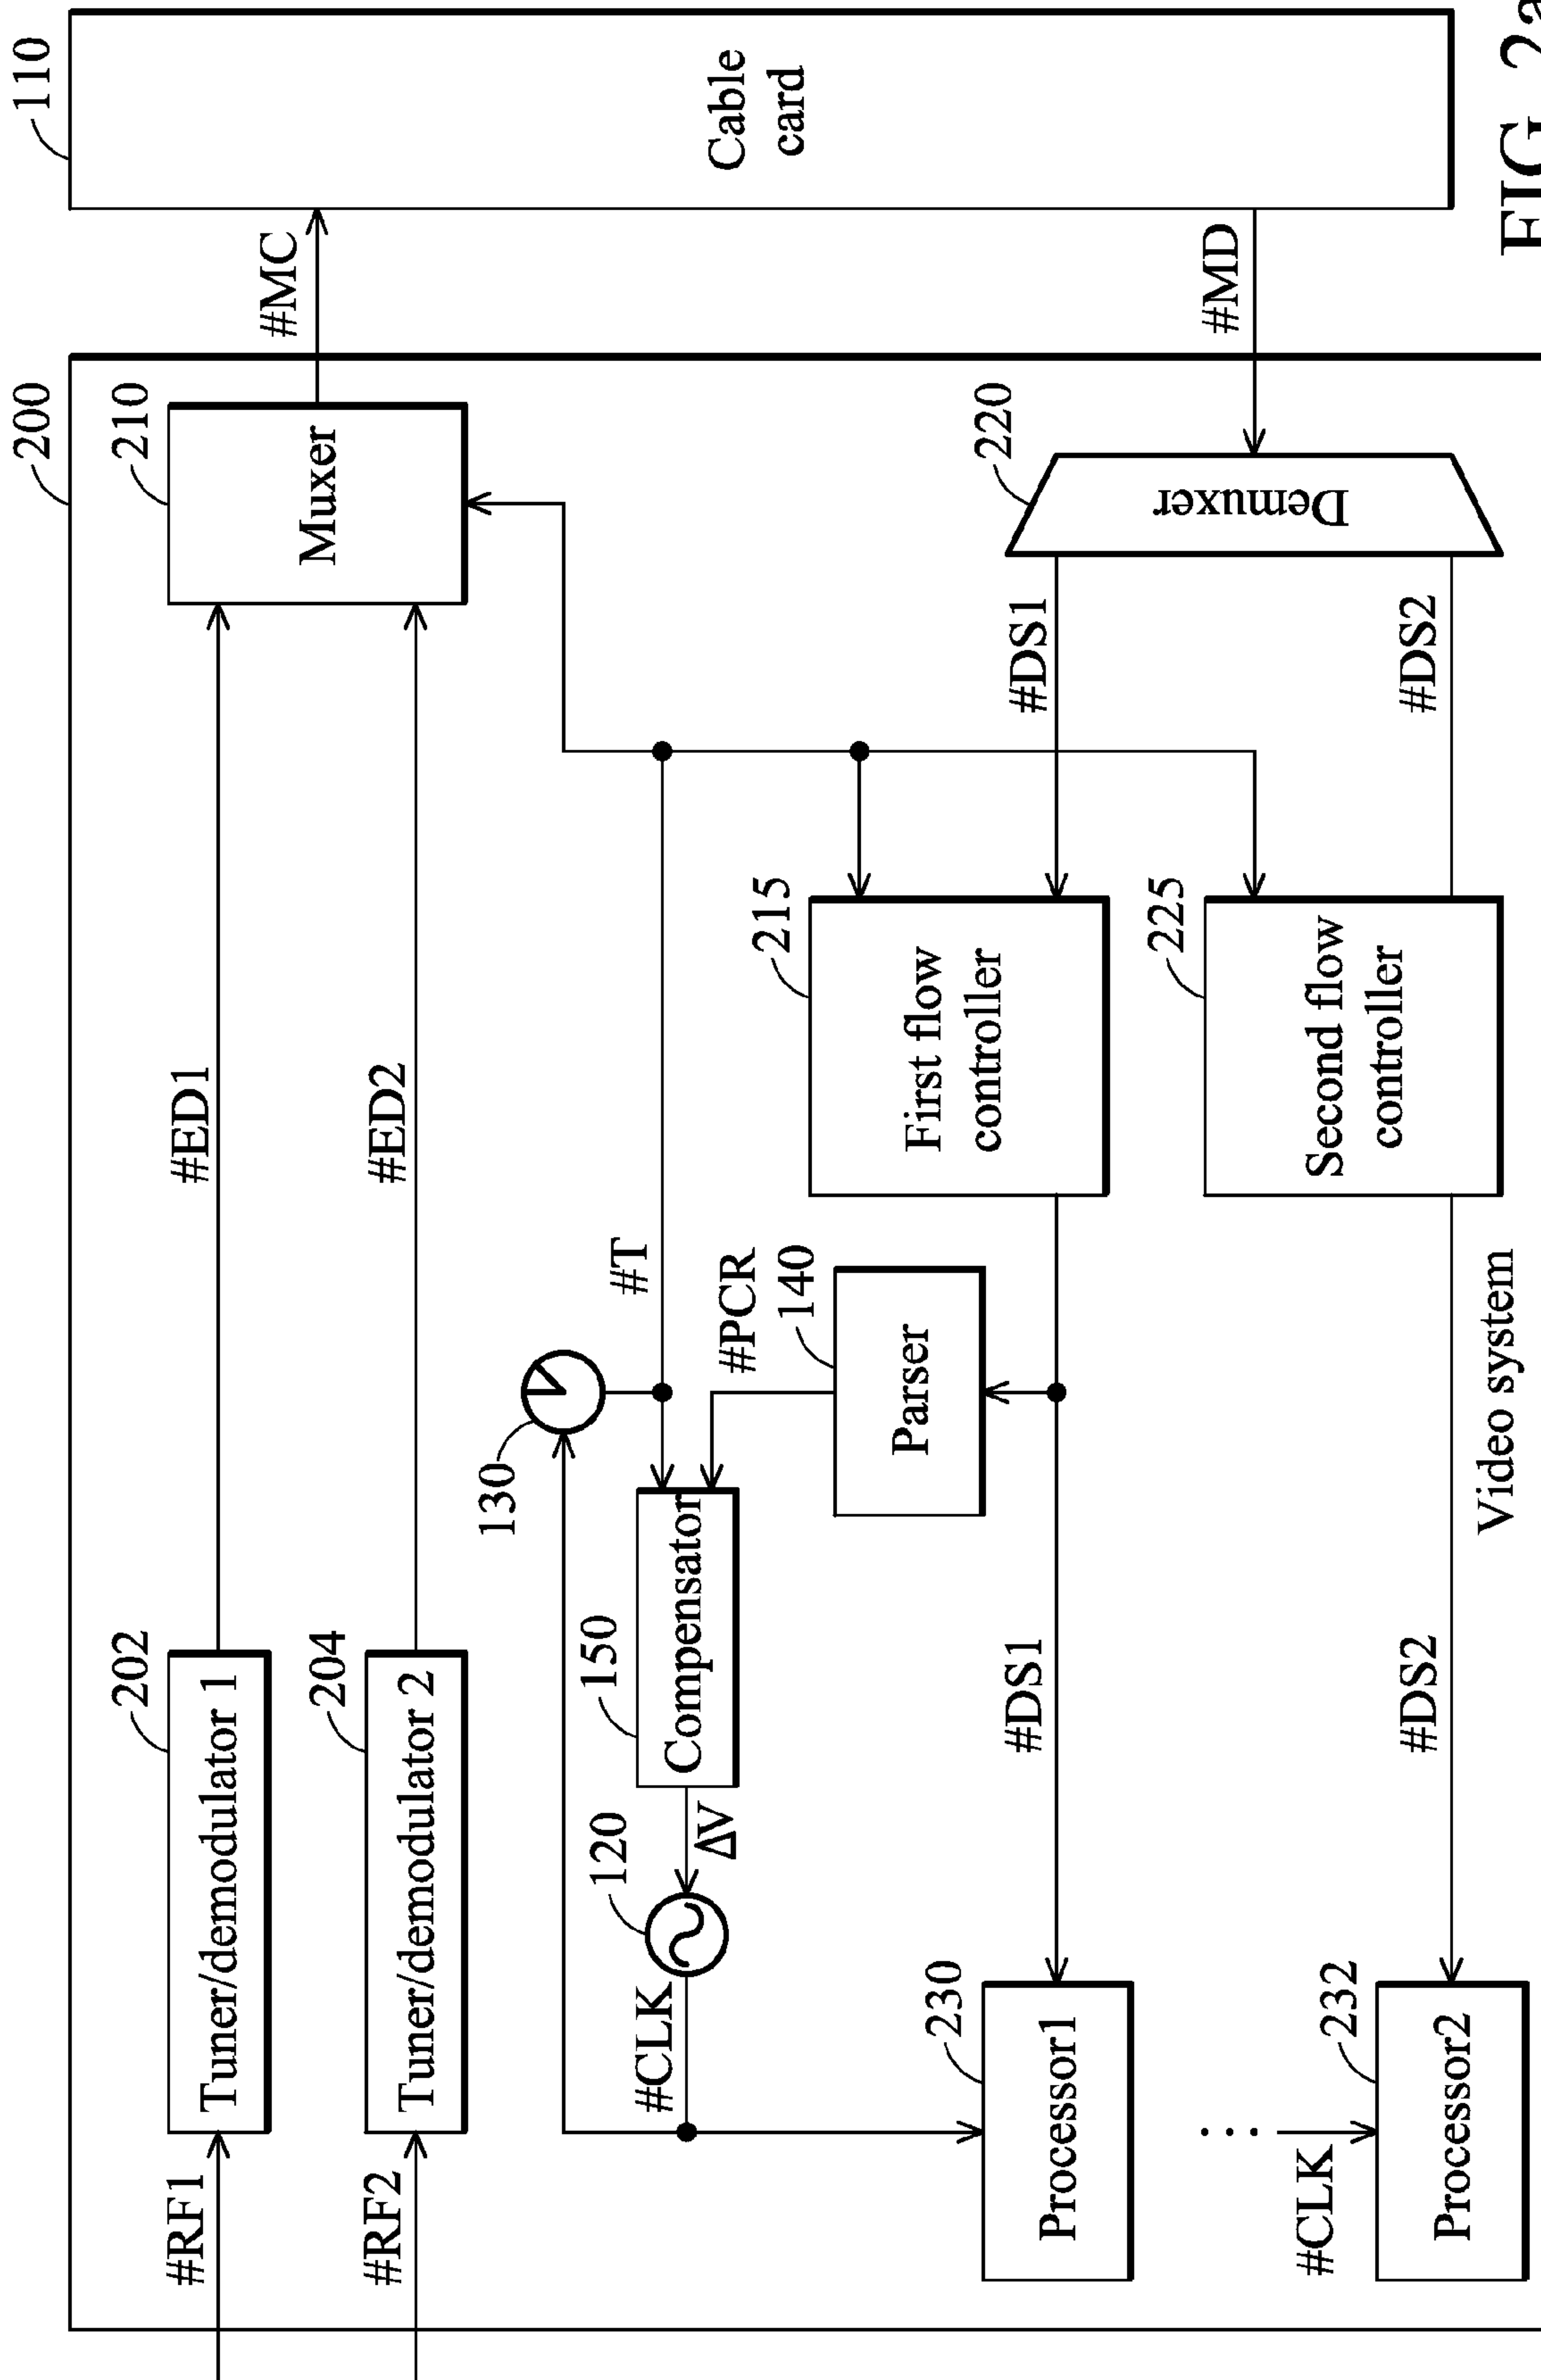 200
110
#RF1
202
Tuner/demodulator 1
#ED1
210
Muxer
#MC
Cable
card
#RF2
204
Tuner/demodulator 2
#ED2
130
#T
#CLK
120
ΔV
150
Compensator
#PCR
140
Parser
215
First flow
controller
#DS1
220
Demuxer
#MD
230
Processor1
#DS1
225
Second flow
controller
#DS2
#CLK
232
Processor2
#DS2
Video system
FIG. 2a